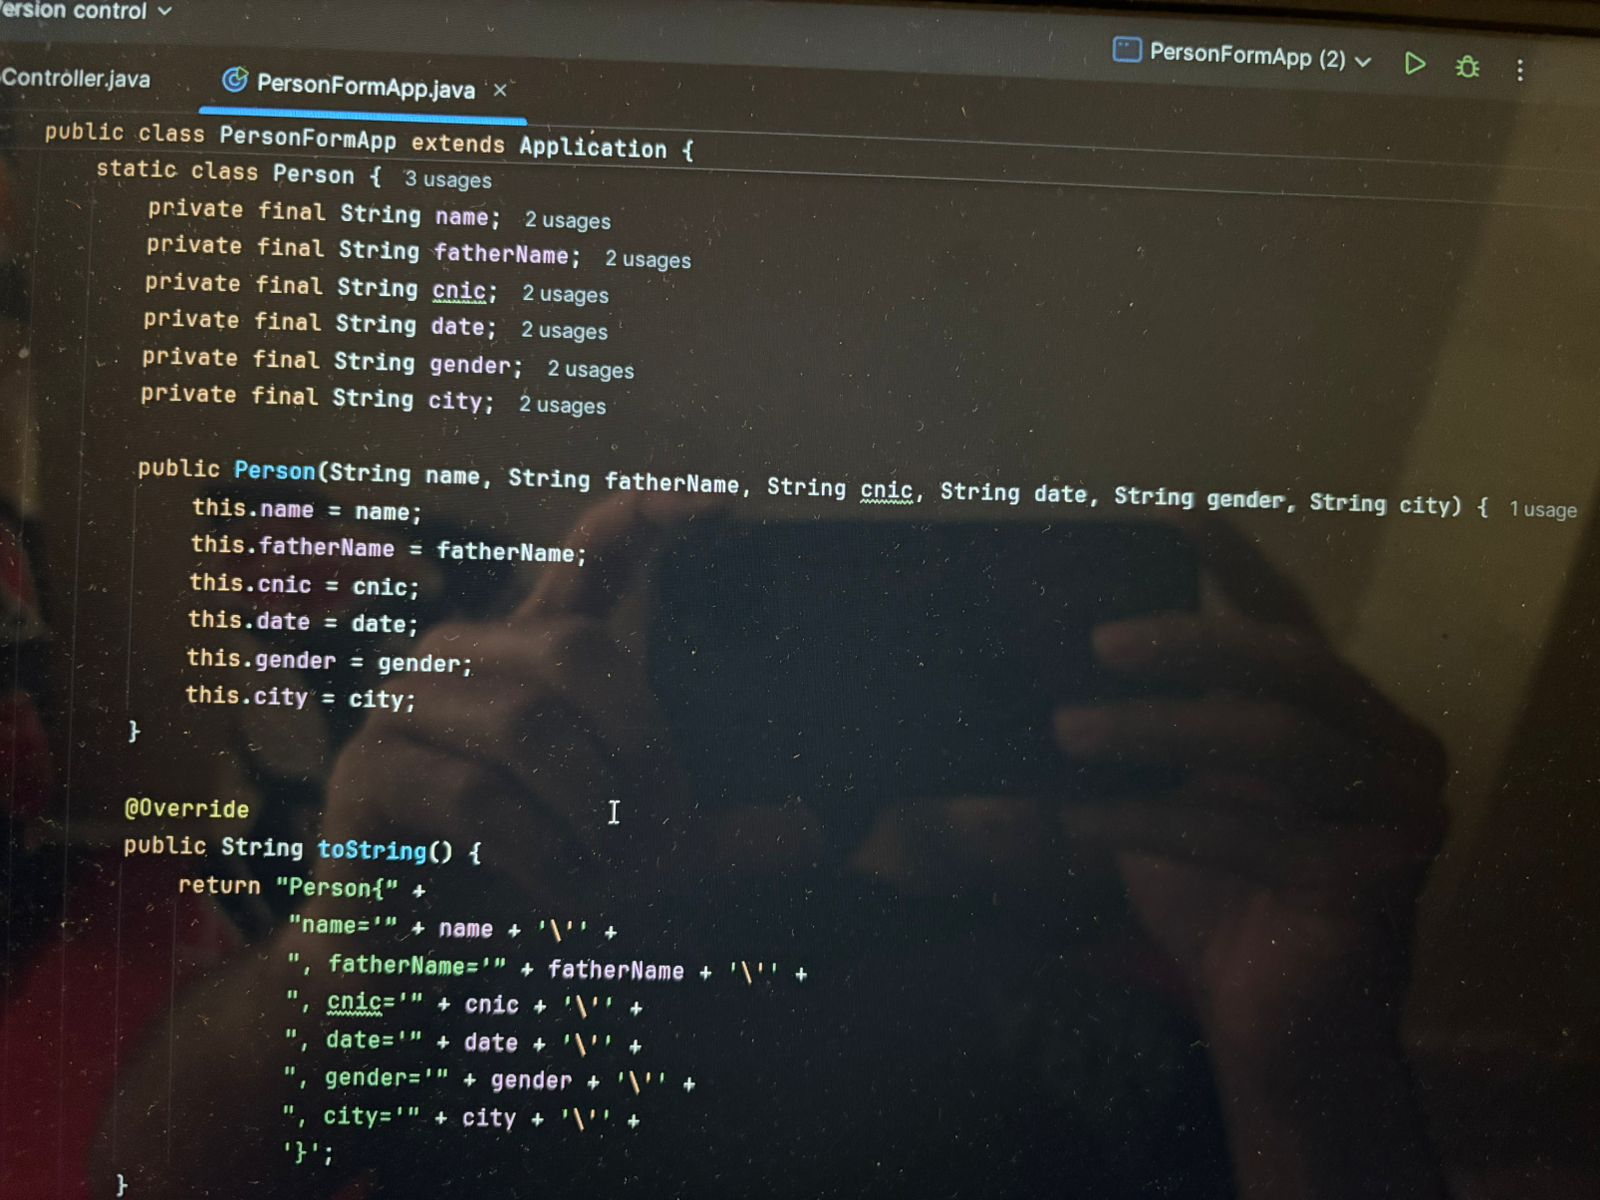 ersion control
PersonFormApp (2)
Controller.java
PersonFormApp.java
public class PersonFormApp extends Application {
static class Person { 3 usages
private final String name; 2 usages
private final String fatherName; 2 usages
private final String cnic; 2 usages
private final String date; 2 usages
private final String gender; 2 usages
private final String city; 2 usages
public Person(String name, String fatherName, String cnic, String date, String gender, String city) { 1 usage
this.name = name;
this.fatherName = fatherName;
this.cnic = cnic;
this.date = date;
this.gender = gender;
this.city = city;
}
@Override
public String toString() {
return "Person{" +
"name='" + name + '\'' +
", fatherName='" + fatherName + '\'' +
", cnic='" + cnic + '\'' +
", date='" + date + '\'' +
", gender='" + gender + '\'' +
", city='" + city + '\'' +
'}';
}